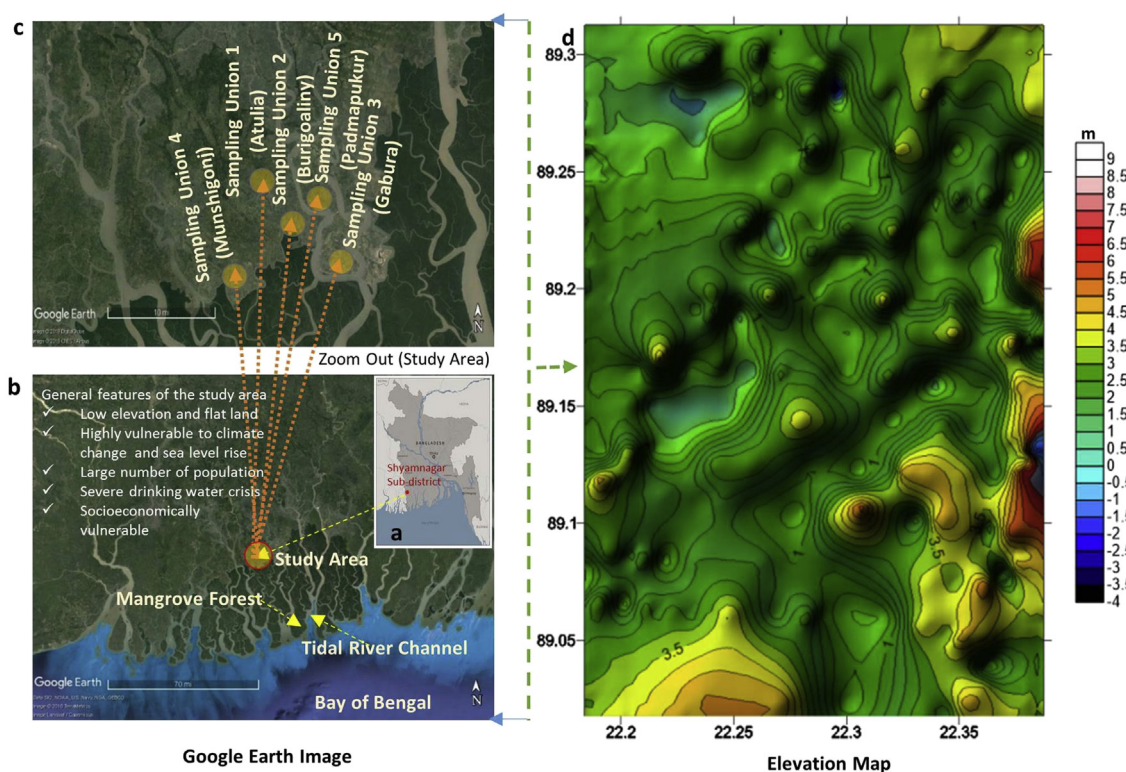 c
Sampling Union 4
(Munshigonj)
Sampling Union 1
(Atulia)
Sampling Union 2
(Burigoaliny)
Sampling Union 5
(Padmapukur)
Sampling Union 3
(Gabura)
Google Earth
10 mi
N
Zoom Out (Study Area)
b
General features of the study area
✓ Low elevation and flat land
✓ Highly vulnerable to climate
change and sea level rise
✓ Large number of population
✓ Severe drinking water crisis
✓ Socioeconomically
vulnerable
BANGLADESH
Shyamnagar
Sub-district
a
Study Area
Mangrove Forest
Tidal River Channel
Bay of Bengal
Google Earth
70 mi
N
Google Earth Image
d
89.3
89.25
89.2
89.15
89.1
89.05
22.2
22.25
22.3
22.35
1
1
1
1
1
3.5
3.5
m
9
8.5
8
7.5
7
6.5
6
5.5
5
4.5
4
3.5
3
2.5
2
1.5
1
0.5
0
-0.5
-1
-1.5
-2
-2.5
-3
-3.5
-4
Elevation Map